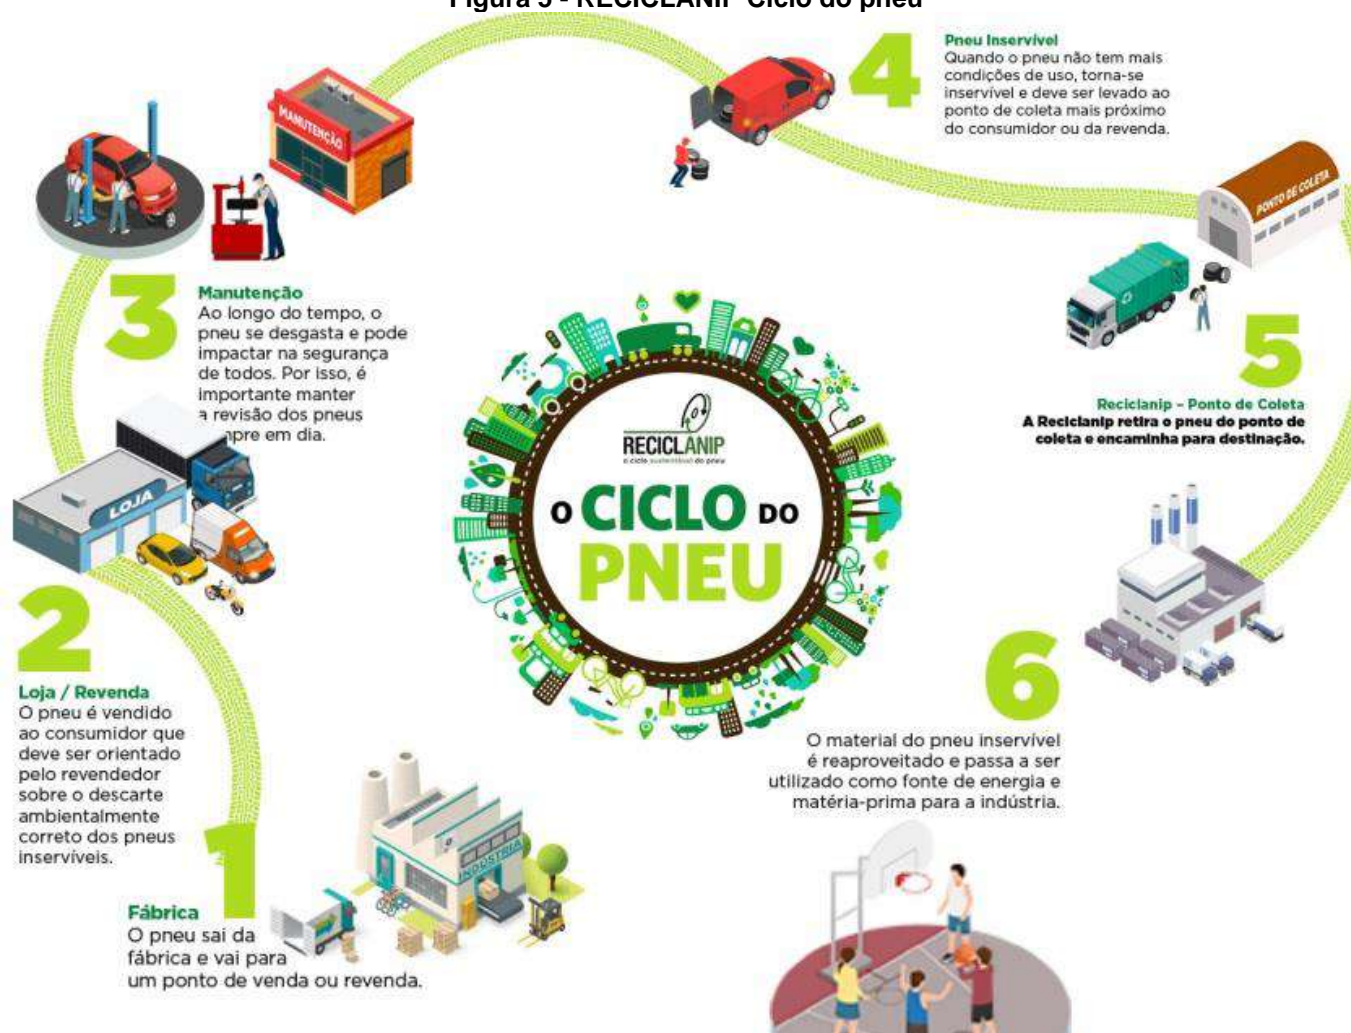 Figura 5 - RECICLANIP Ciclo do pneu
4
Pneu Inservível
Quando o pneu não tem mais
condições de uso, torna-se
inservível e deve ser levado ao
ponto de coleta mais próximo
do consumidor ou da revenda.
MANUTENÇÃO
PONTO DE COLETA
3
Manutenção
Ao longo do tempo, o
pneu se desgasta e pode
impactar na segurança
de todos. Por isso, é
importante manter
a revisão dos pneus
em dia.
5
Reciclanip – Ponto de Coleta
A Reciclanip retira o pneu do ponto de
coleta e encaminha para destinação.
RECICLANIP
o ciclo sustentável do pneu
O CICLO DO
PNEU
LOJA
2
Loja / Revenda
O pneu é vendido
ao consumidor que
deve ser orientado
pelo revendedor
sobre o descarte
ambientalmente
correto dos pneus
inservíveis.
6
O material do pneu inservível
é reaproveitado e passa a ser
utilizado como fonte de energia e
matéria-prima para a indústria.
1
INDÚSTRIA
Fábrica
O pneu sai da
fábrica e vai para
um ponto de venda ou revenda.